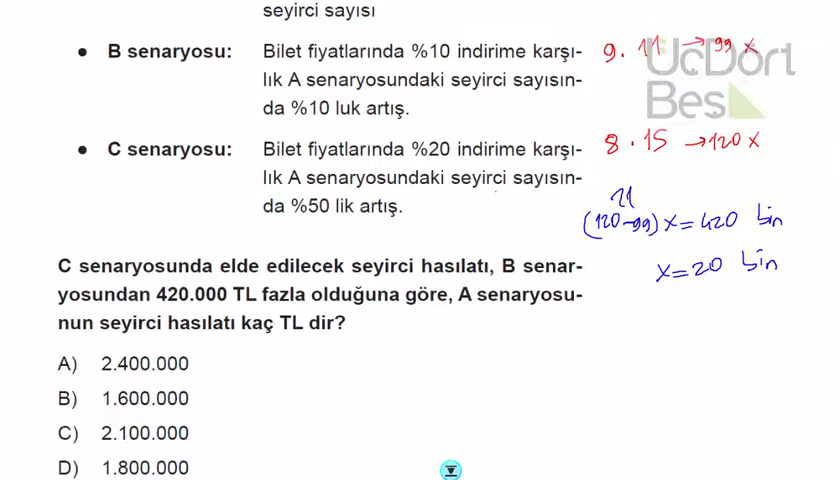 seyirci sayısı
• B senaryosu: Bilet fiyatlarında %10 indirime karşı-
lık A senaryosundaki seyirci sayısın-
da %10 luk artış.
9 . 11 → 99 x
ÜçDört
Beş
• C senaryosu: Bilet fiyatlarında %20 indirime karşı-
lık A senaryosundaki seyirci sayısın-
da %50 lik artış.
8 . 15 → 120 x
21
(120-99) x = 420 bin
x = 20 bin
C senaryosunda elde edilecek seyirci hasılatı, B senar-
yosundan 420.000 TL fazla olduğuna göre, A senaryosu-
nun seyirci hasılatı kaç TL dir?
A) 2.400.000
B) 1.600.000
C) 2.100.000
D) 1.800.000